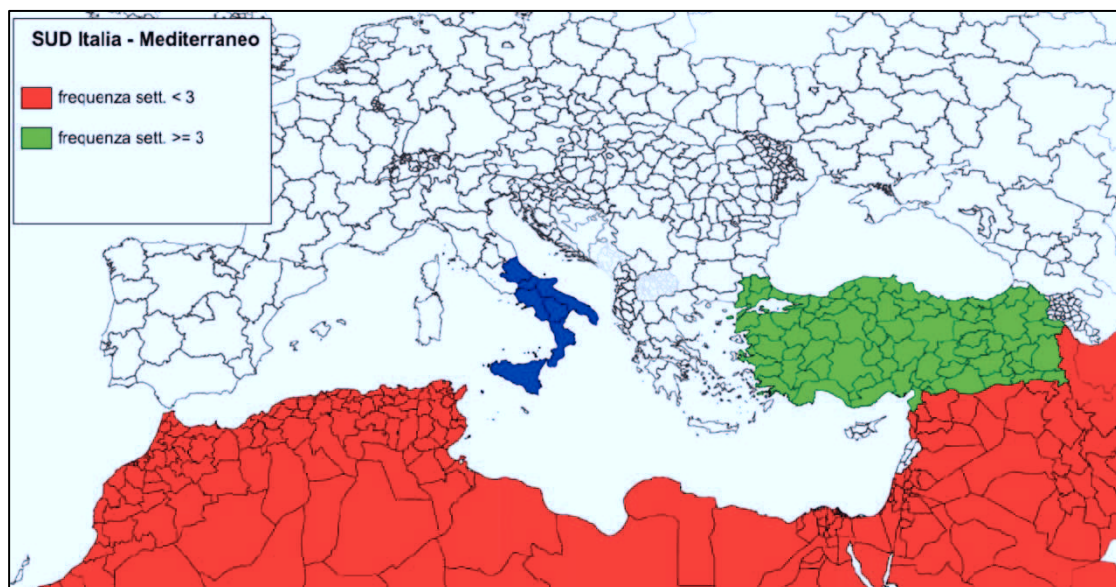 SUD Italia - Mediterraneo
frequenza sett. < 3
frequenza sett. >= 3